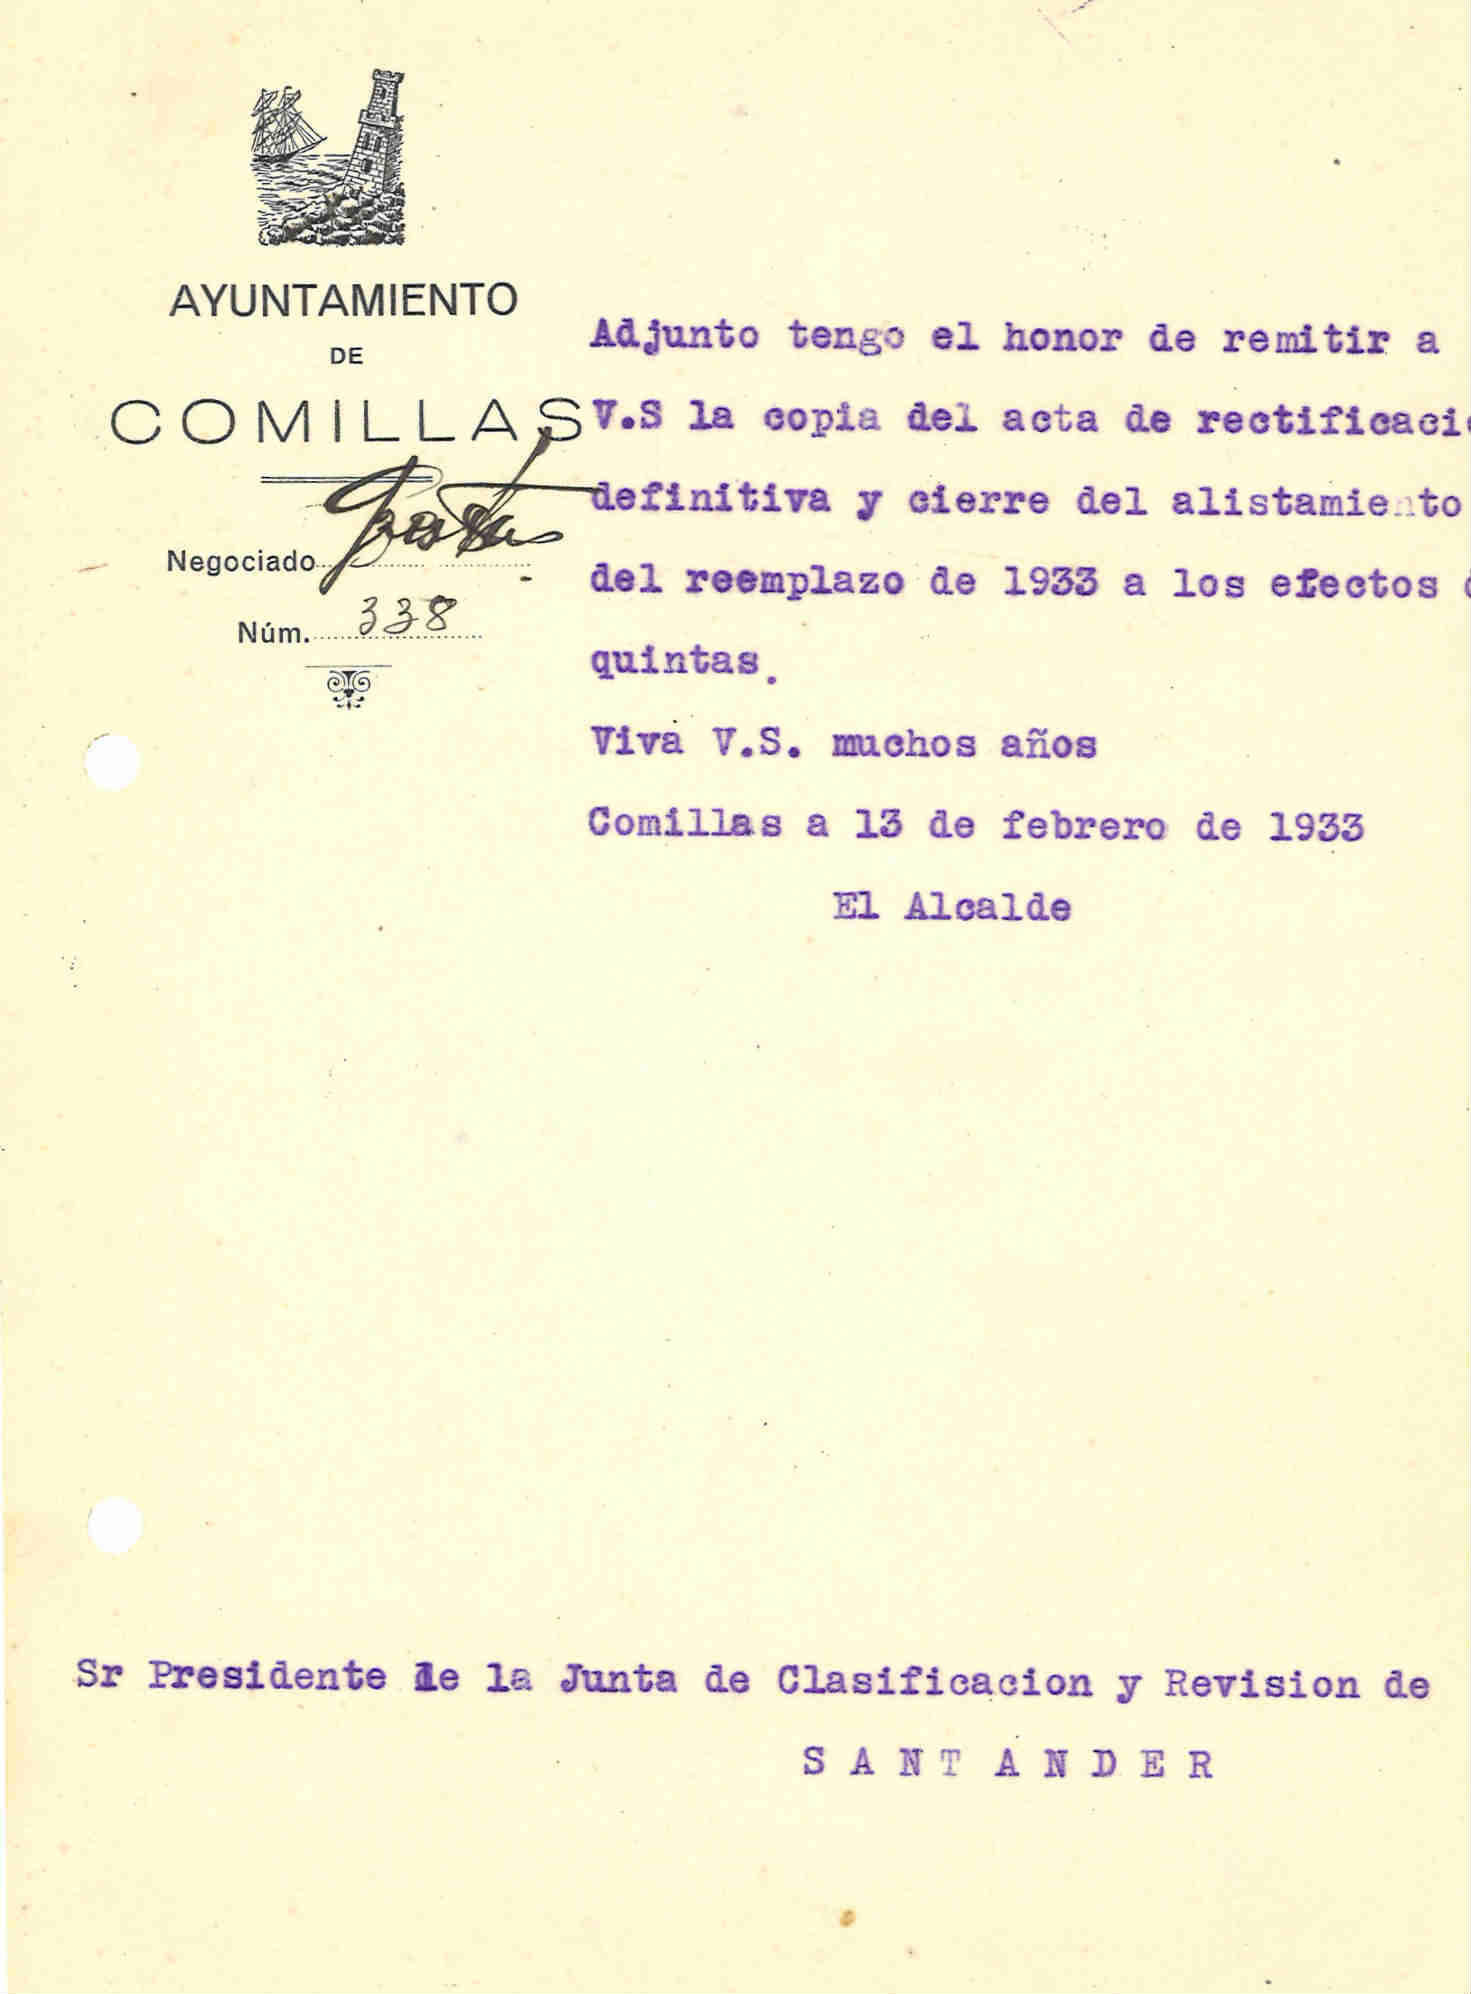 AYUNTAMIENTO
DE
COMILLAS
Negociado
Núm. 338
Adjunto tengo el honor de remitir a
V.S la copia del acta de rectificacio
definitiva y cierre del alistamiento
del reemplazo de 1933 a los efectos d
quintas.
Viva V.S. muchos años
Comillas a 13 de febrero de 1933
El Alcalde
Sr Presidente de la Junta de Clasificacion y Revision de
SANTANDER